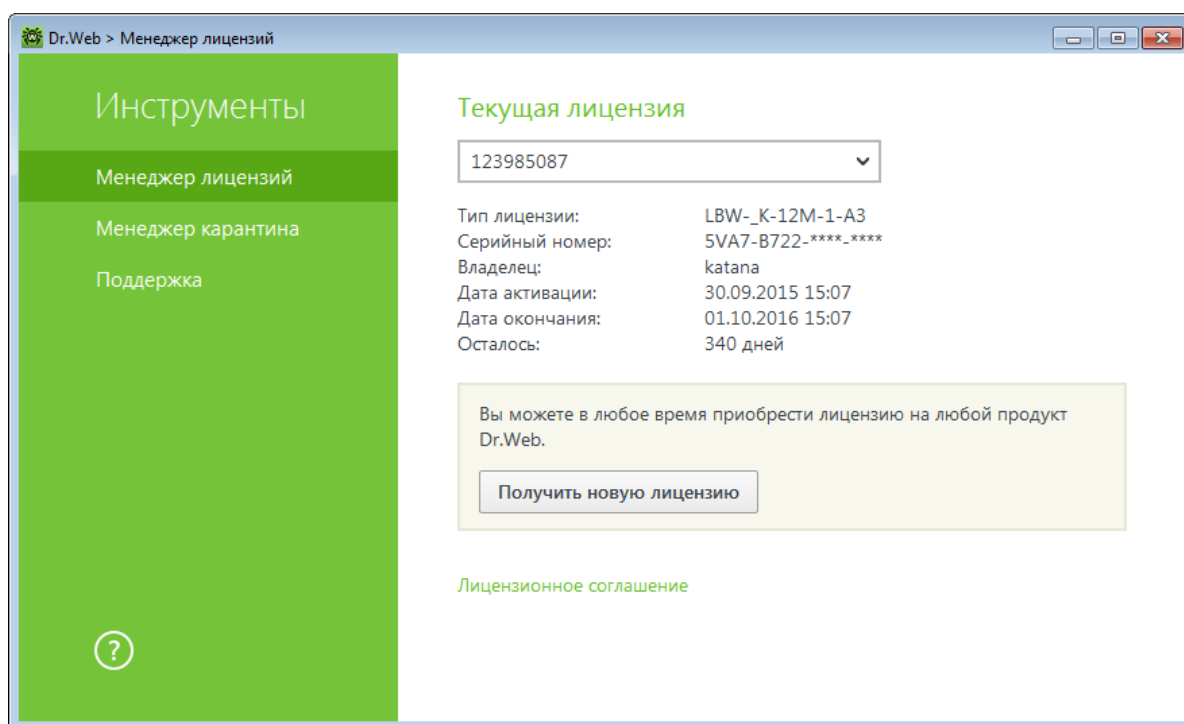 Dr.Web > Менеджер лицензий
Инструменты
Менеджер лицензий
Менеджер карантина
Поддержка
?
Текущая лицензия
123985087
Тип лицензии: LBW-_K-12M-1-A3
Серийный номер: 5VA7-B722-****-****
Владелец: katana
Дата активации: 30.09.2015 15:07
Дата окончания: 01.10.2016 15:07
Осталось: 340 дней
Вы можете в любое время приобрести лицензию на любой продукт
Dr.Web.
Получить новую лицензию
Лицензионное соглашение